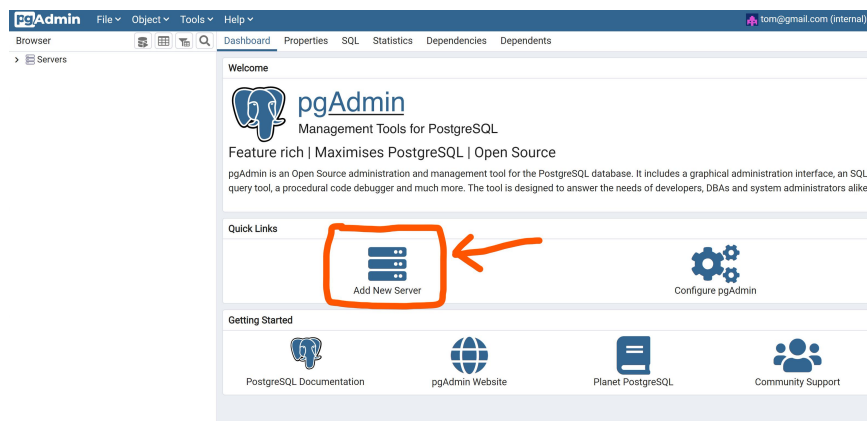 pgAdmin File Object Tools Help tom@gmail.com (internal)
Browser Dashboard Properties SQL Statistics Dependencies Dependents
Servers
Welcome
pgAdmin
Management Tools for PostgreSQL
Feature rich | Maximises PostgreSQL | Open Source
pgAdmin is an Open Source administration and management tool for the PostgreSQL database. It includes a graphical administration interface, an SQL
query tool, a procedural code debugger and much more. The tool is designed to answer the needs of developers, DBAs and system administrators alike
Quick Links
Add New Server Configure pgAdmin
Getting Started
PostgreSQL Documentation pgAdmin Website Planet PostgreSQL Community Support